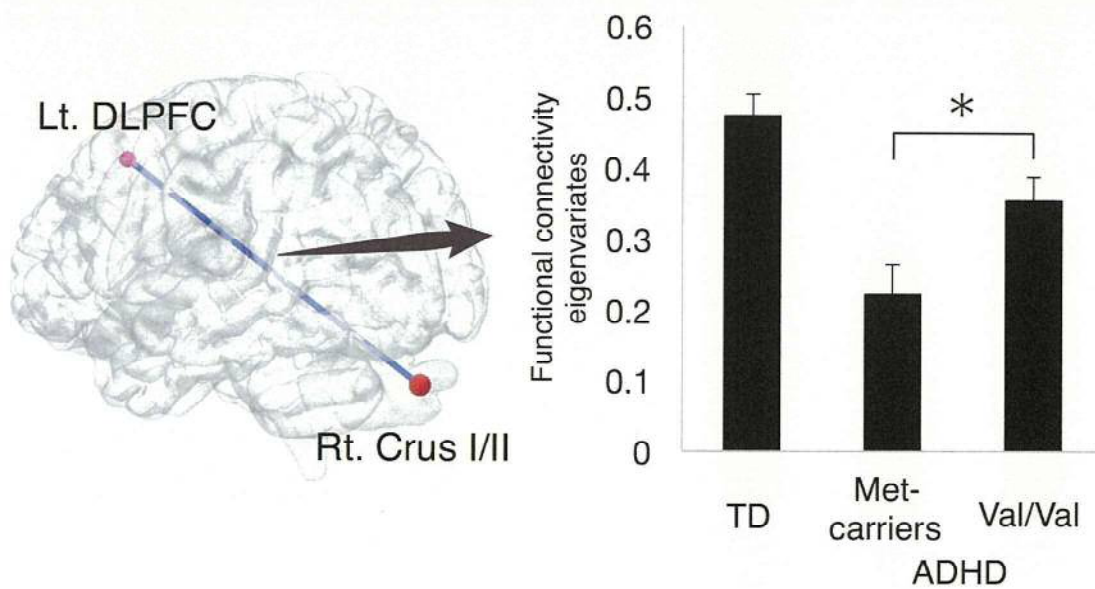 Lt. DLPFC
Rt. Crus I/II
Functional connectivity
eigenvariates
0.6
0.5
0.4
0.3
0.2
0.1
0
*
TD
Met-
carriers
Val/Val
ADHD